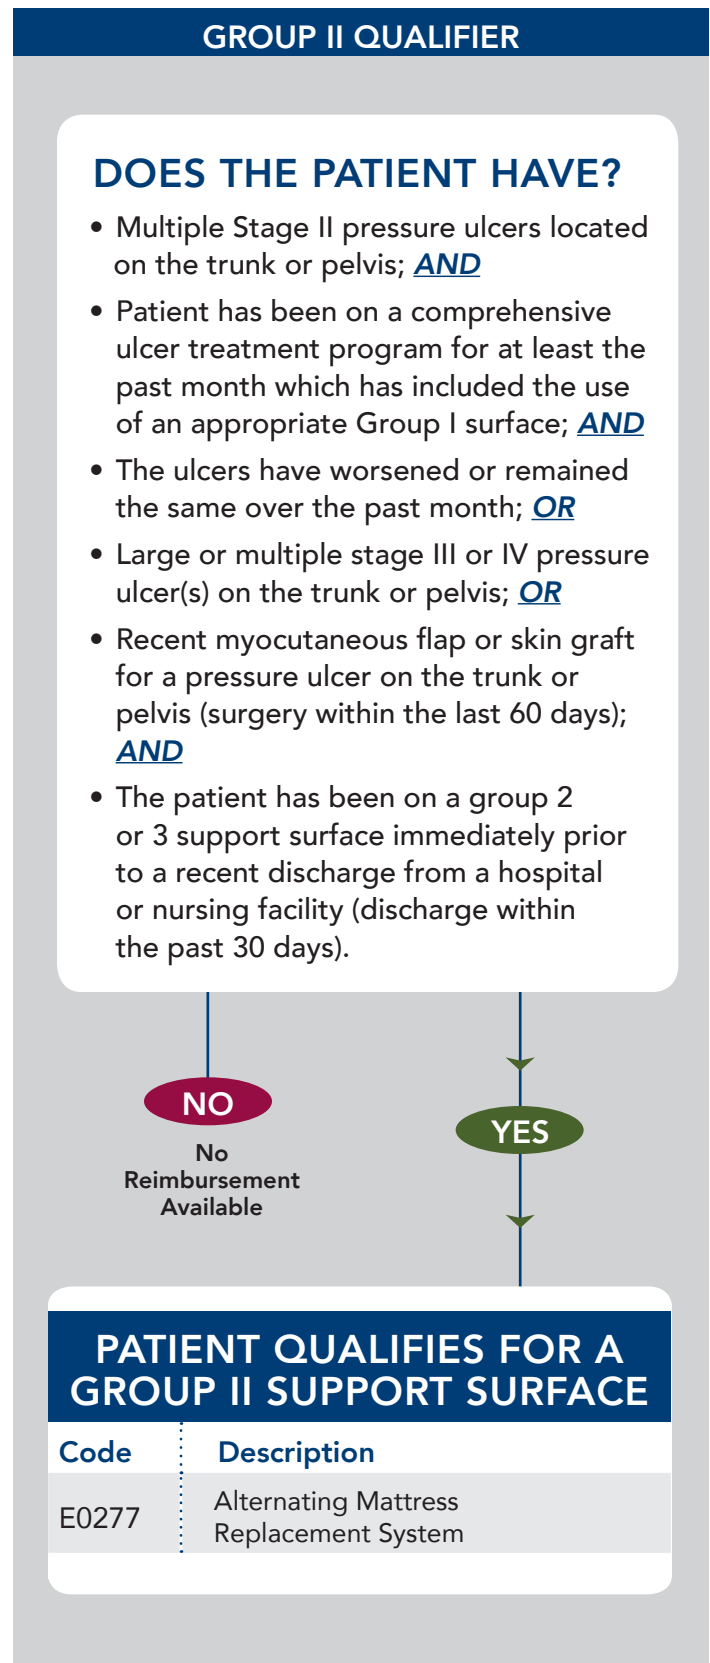 GROUP II QUALIFIER
DOES THE PATIENT HAVE?
• Multiple Stage II pressure ulcers located
on the trunk or pelvis; AND
• Patient has been on a comprehensive
ulcer treatment program for at least the
past month which has included the use
of an appropriate Group I surface; AND
• The ulcers have worsened or remained
the same over the past month; OR
• Large or multiple stage III or IV pressure
ulcer(s) on the trunk or pelvis; OR
• Recent myocutaneous flap or skin graft
for a pressure ulcer on the trunk or
pelvis (surgery within the last 60 days);
AND
• The patient has been on a group 2
or 3 support surface immediately prior
to a recent discharge from a hospital
or nursing facility (discharge within
the past 30 days).
NO
No
Reimbursement
Available
YES
PATIENT QUALIFIES FOR A
GROUP II SUPPORT SURFACE
Code Description
E0277 Alternating Mattress
Replacement System